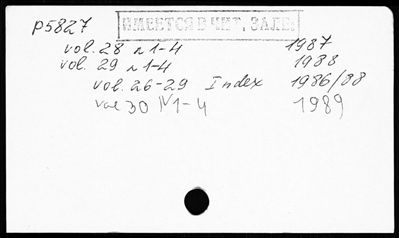 p5827
ИМЕЕТСЯ В ЧИТ. ЗАЛЕ
vol. 28 n 1-4 1987
vol. 29 n 1-4 1988
vol. 26-29 Index 1986/88
vol 30 N 1-4 1989